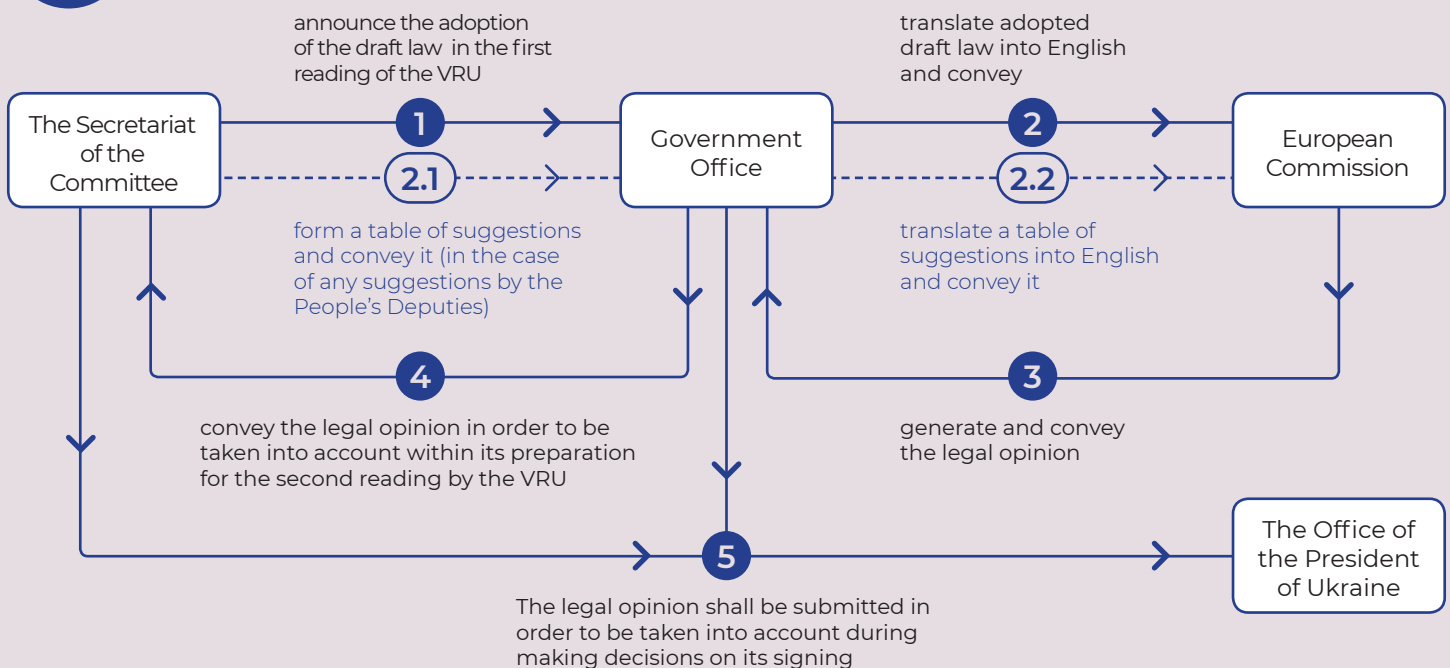 announce the adoption
of the draft law in the first
reading of the VRU
translate adopted
draft law into English
and convey
The Secretariat
of the
Committee
1
Government
Office
2
European
Commission
2.1
2.2
form a table of suggestions
and convey it (in the case
of any suggestions by the
People's Deputies)
translate a table of
suggestions into English
and convey it
4
3
convey the legal opinion in order to be
taken into account within its preparation
for the second reading by the VRU
generate and convey
the legal opinion
5
The Office of
the President
of Ukraine
The legal opinion shall be submitted in
order to be taken into account during
making decisions on its signing